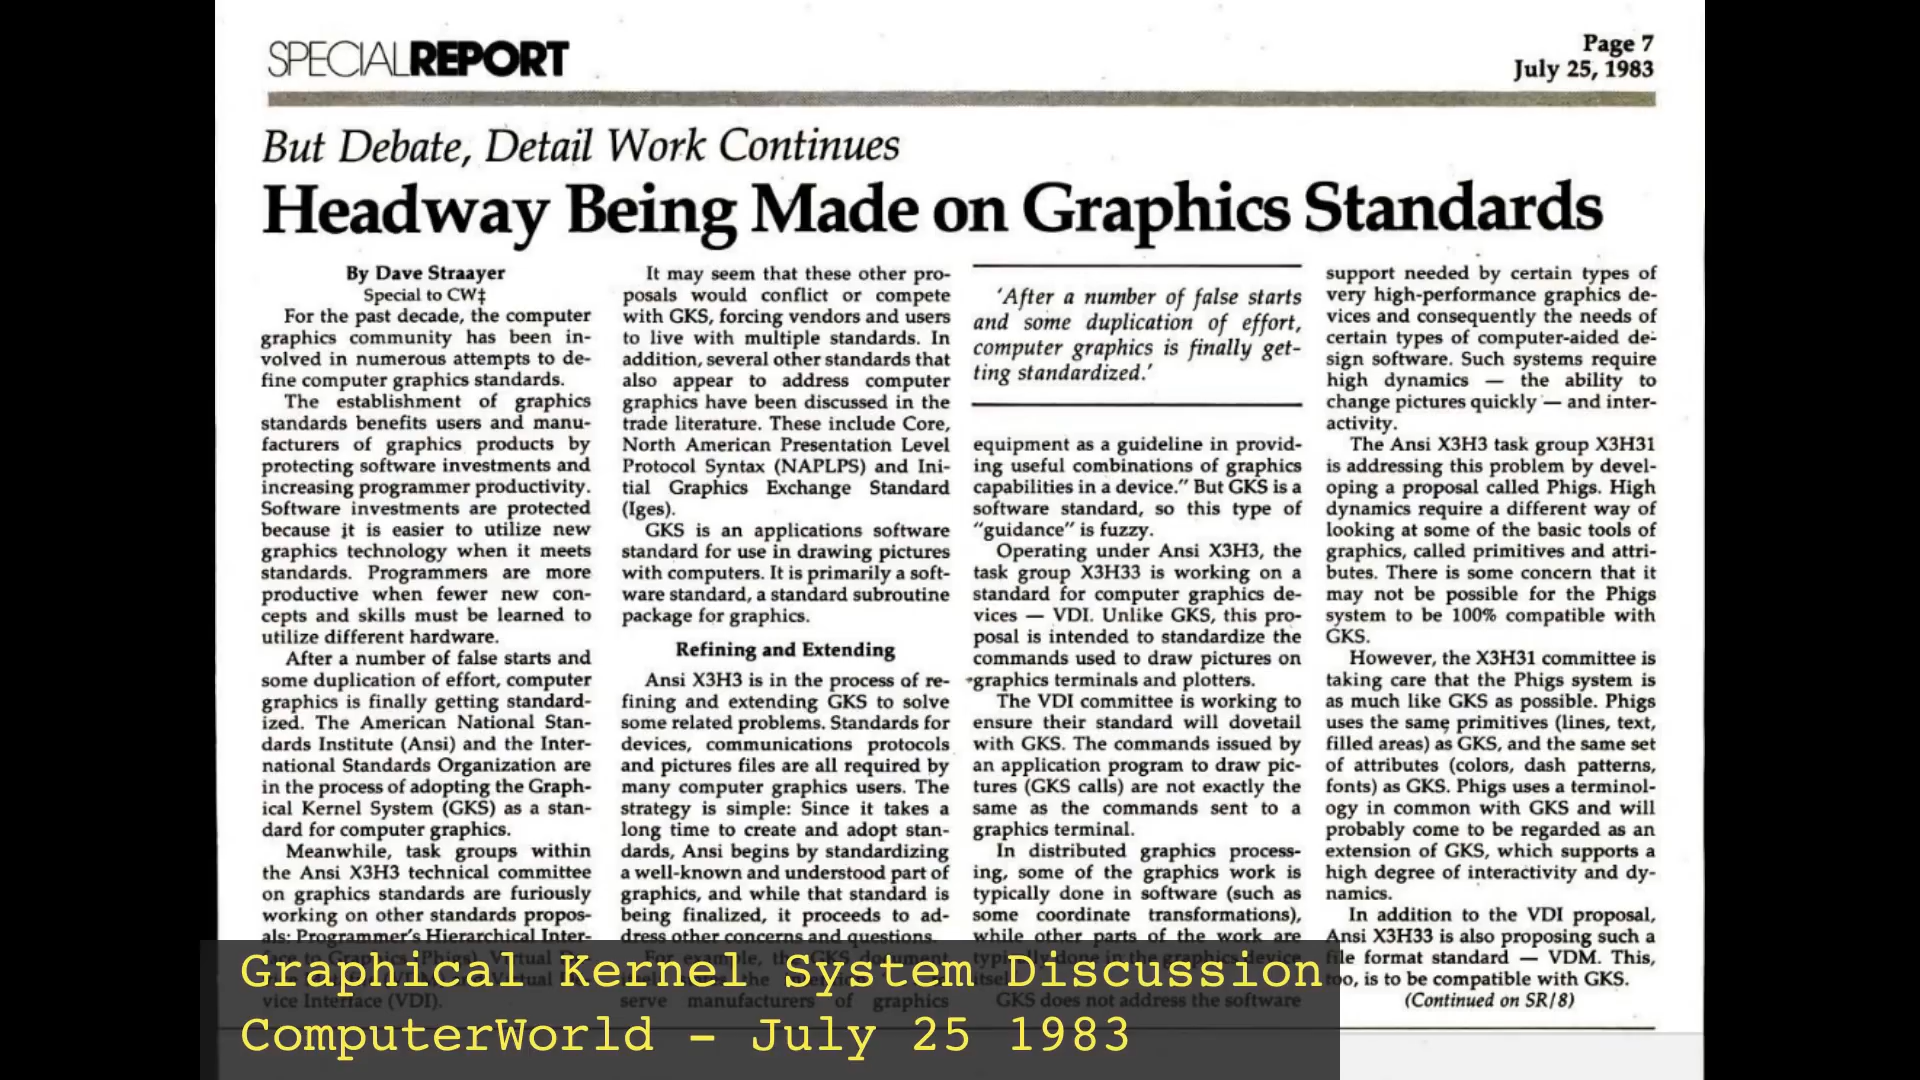 SPECIALREPORT
Page 7
July 25, 1983
But Debate, Detail Work Continues
Headway Being Made on Graphics Standards
By Dave Straayer
Special to CW‡
For the past decade, the computer
graphics community has been in-
volved in numerous attempts to de-
fine computer graphics standards.
The establishment of graphics
standards benefits users and manu-
facturers of graphics products by
protecting software investments and
increasing programmer productivity.
Software investments are protected
because it is easier to utilize new
graphics technology when it meets
standards. Programmers are more
productive when fewer new con-
cepts and skills must be learned to
utilize different hardware.
After a number of false starts and
some duplication of effort, computer
graphics is finally getting standard-
ized. The American National Stan-
dards Institute (Ansi) and the Inter-
national Standards Organization are
in the process of adopting the Graph-
ical Kernel System (GKS) as a stan-
dard for computer graphics.
Meanwhile, task groups within
the Ansi X3H3 technical committee
on graphics standards are furiously
working on other standards propos-
als: Programmer's Hierarchical Inter-
face to Graphics (Phigs), Virtual De-
vice Interface (VDI).
It may seem that these other pro-
posals would conflict or compete
with GKS, forcing vendors and users
to live with multiple standards. In
addition, several other standards that
also appear to address computer
graphics have been discussed in the
trade literature. These include Core,
North American Presentation Level
Protocol Syntax (NAPLPS) and Ini-
tial Graphics Exchange Standard
(Iges).
GKS is an applications software
standard for use in drawing pictures
with computers. It is primarily a soft-
ware standard, a standard subroutine
package for graphics.
Refining and Extending
Ansi X3H3 is in the process of re-
fining and extending GKS to solve
some related problems. Standards for
devices, communications protocols
and pictures files are all required by
many computer graphics users. The
strategy is simple: Since it takes a
long time to create and adopt stan-
dards, Ansi begins by standardizing
a well-known and understood part of
graphics, and while that standard is
being finalized, it proceeds to ad-
dress other concerns and questions.
For example, the GKS document
serve manufacturers of graphics
'After a number of false starts
and some duplication of effort,
computer graphics is finally get-
ting standardized.'
equipment as a guideline in provid-
ing useful combinations of graphics
capabilities in a device." But GKS is a
software standard, so this type of
"guidance" is fuzzy.
Operating under Ansi X3H3, the
task group X3H33 is working on a
standard for computer graphics de-
vices — VDI. Unlike GKS, this pro-
posal is intended to standardize the
commands used to draw pictures on
graphics terminals and plotters.
The VDI committee is working to
ensure their standard will dovetail
with GKS. The commands issued by
an application program to draw pic-
tures (GKS calls) are not exactly the
same as the commands sent to a
graphics terminal.
In distributed graphics process-
ing, some of the graphics work is
typically done in software (such as
some coordinate transformations),
while other parts of the work are
typically done in the graphics device
itself.
GKS does not address the software
support needed by certain types of
very high-performance graphics de-
vices and consequently the needs of
certain types of computer-aided de-
sign software. Such systems require
high dynamics — the ability to
change pictures quickly — and inter-
activity.
The Ansi X3H3 task group X3H31
is addressing this problem by devel-
oping a proposal called Phigs. High
dynamics require a different way of
looking at some of the basic tools of
graphics, called primitives and attri-
butes. There is some concern that it
may not be possible for the Phigs
system to be 100% compatible with
GKS.
However, the X3H31 committee is
taking care that the Phigs system is
as much like GKS as possible. Phigs
uses the same primitives (lines, text,
filled areas) as GKS, and the same set
of attributes (colors, dash patterns,
fonts) as GKS. Phigs uses a terminol-
ogy in common with GKS and will
probably come to be regarded as an
extension of GKS, which supports a
high degree of interactivity and dy-
namics.
In addition to the VDI proposal,
Ansi X3H33 is also proposing such a
file format standard — VDM. This,
too, is to be compatible with GKS.
(Continued on SR/8)
Graphical Kernel System Discussion
ComputerWorld - July 25 1983